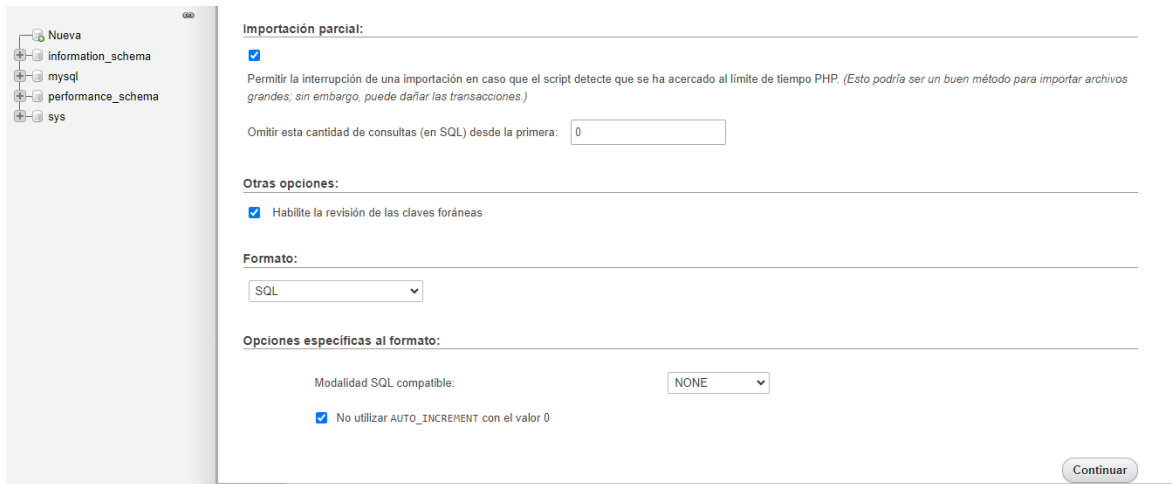 Nueva
information_schema
mysql
performance_schema
sys
Importación parcial:
Permitir la interrupción de una importación en caso que el script detecte que se ha acercado al límite de tiempo PHP. (Esto podría ser un buen método para importar archivos
grandes; sin embargo, puede dañar las transacciones.)
Omitir esta cantidad de consultas (en SQL) desde la primera: 0
Otras opciones:
Habilite la revisión de las claves foráneas
Formato:
SQL
Opciones específicas al formato:
Modalidad SQL compatible: NONE
No utilizar AUTO_INCREMENT con el valor 0
Continuar